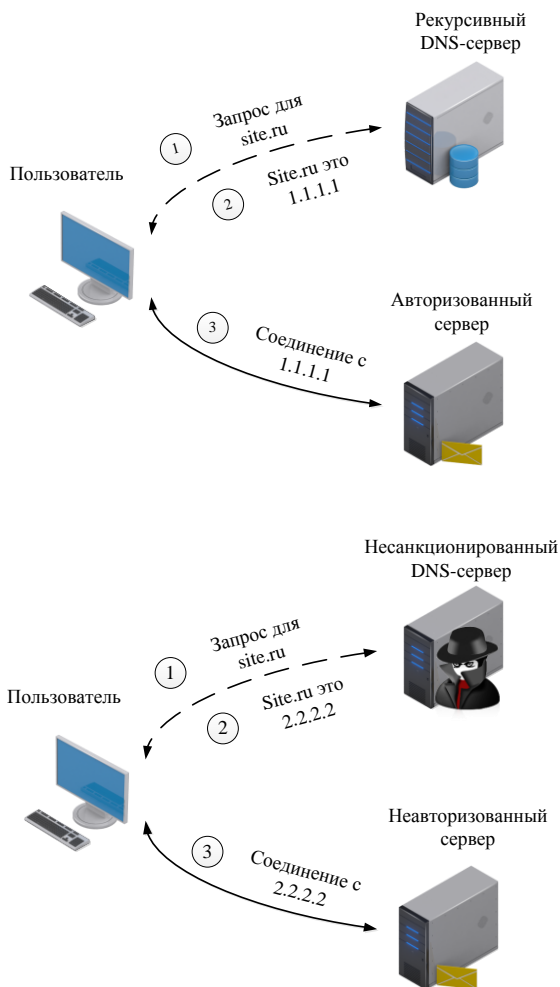 Рекурсивный
DNS-сервер
1
Запрос для
site.ru
2
Site.ru это
1.1.1.1
Пользователь
3
Соединение с
1.1.1.1
Авторизованный
сервер
Несанкционированный
DNS-сервер
1
Запрос для
site.ru
2
Site.ru это
2.2.2.2
Пользователь
3
Соединение с
2.2.2.2
Неавторизованный
сервер